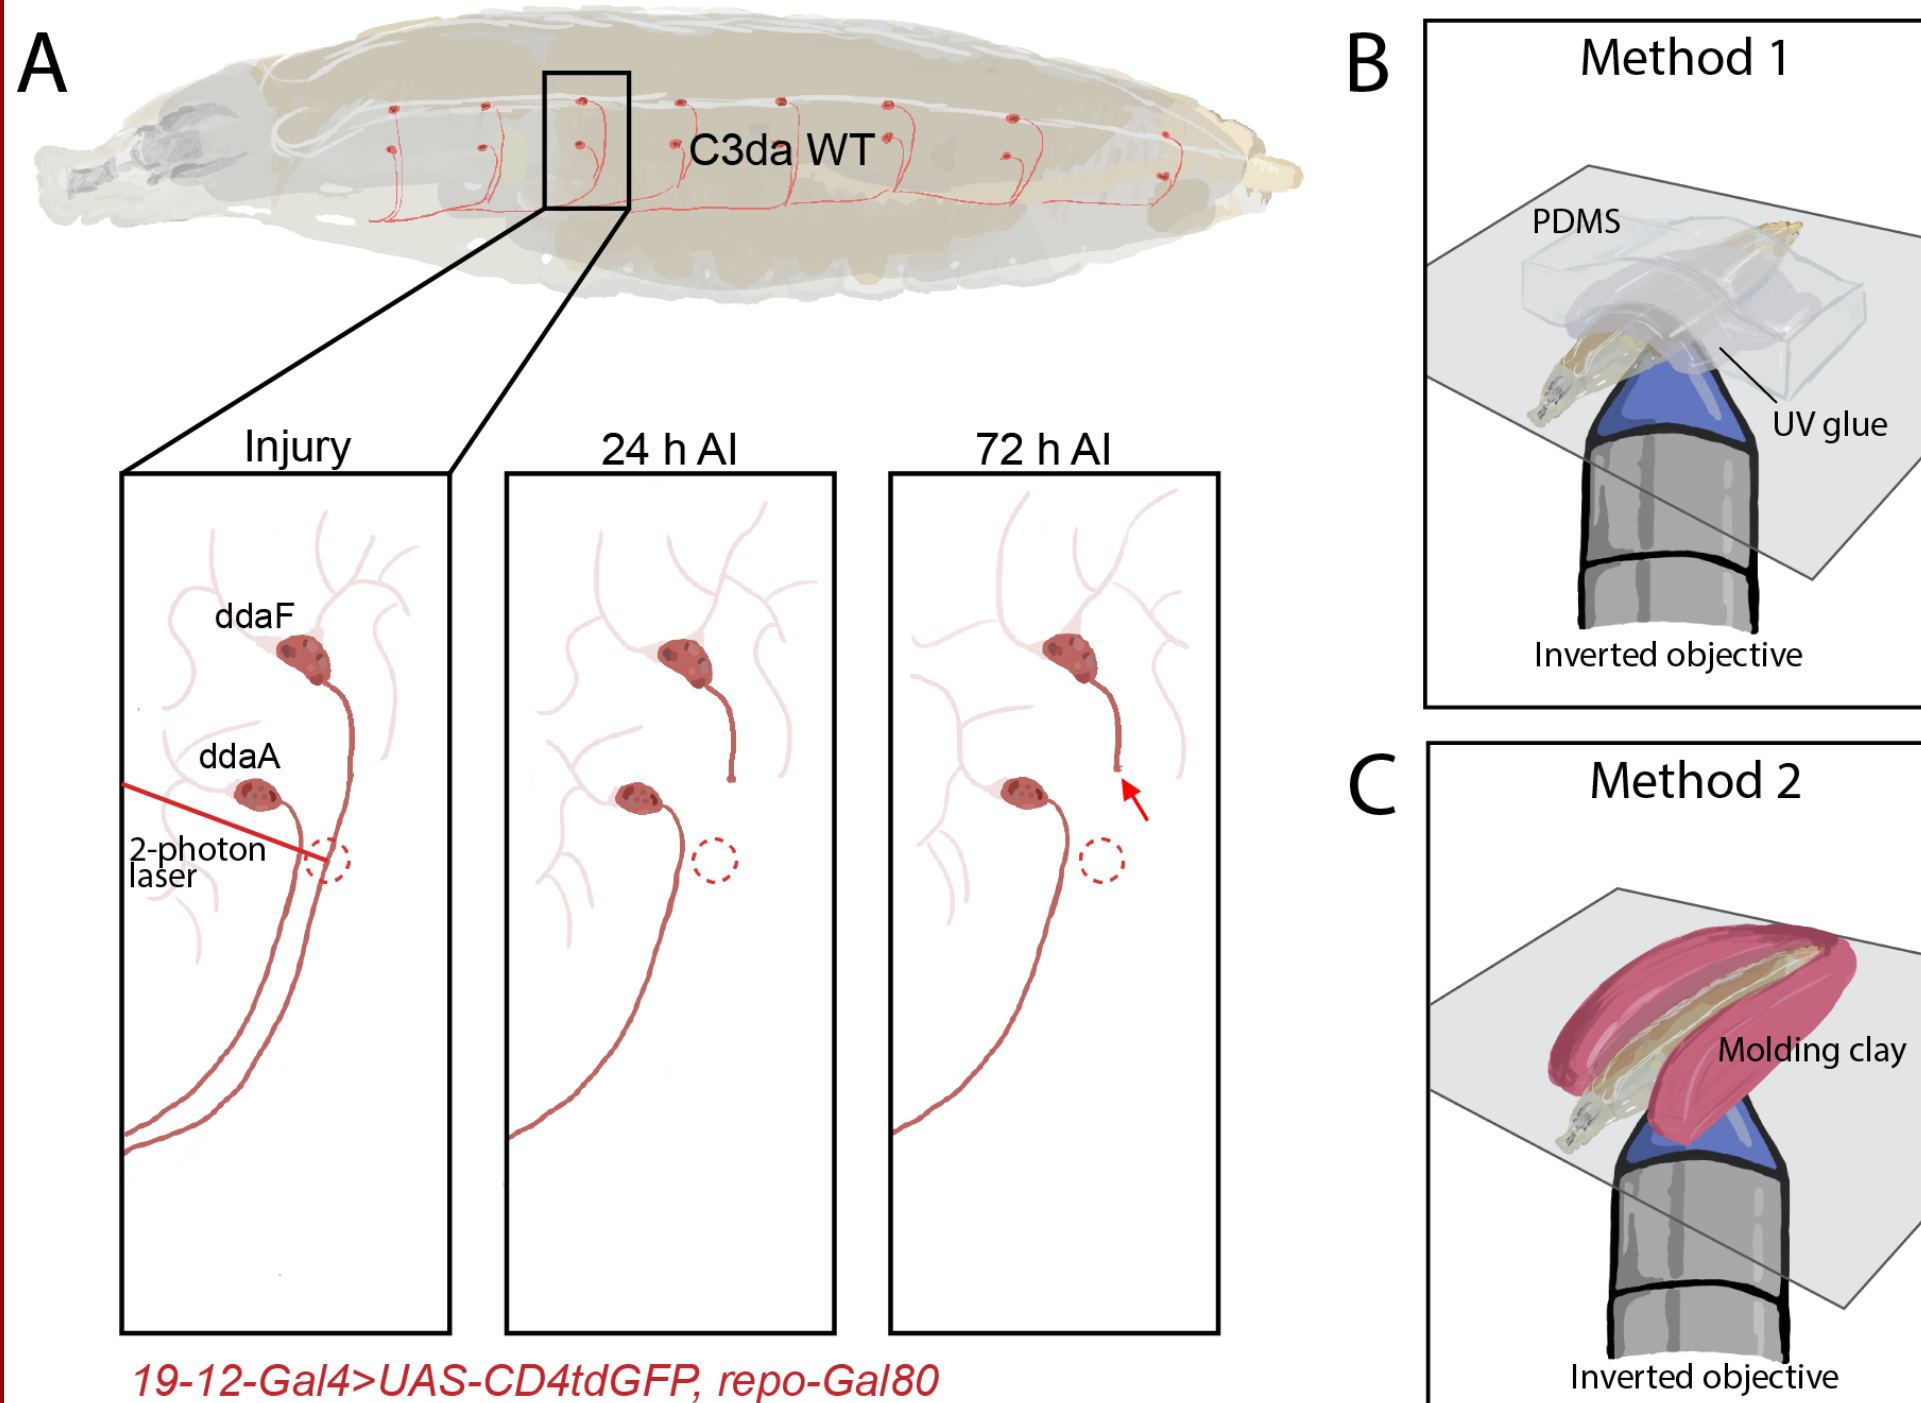 A
C3da WT
Injury
24 h AI
72 h AI
ddaF
ddaA
2-photon
laser
19-12-Gal4>UAS-CD4tdGFP, repo-Gal80
B
Method 1
PDMS
UV glue
Inverted objective
C
Method 2
Molding clay
Inverted objective